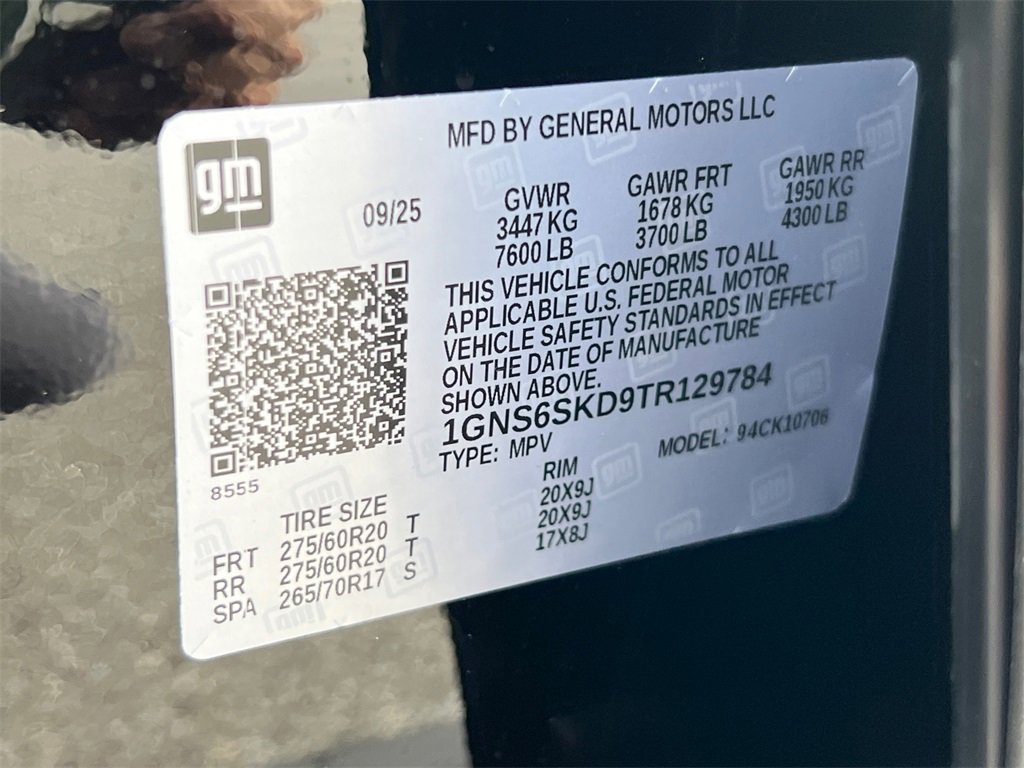 gm
MFD BY GENERAL MOTORS LLC
09/25
GVWR GAWR FRT GAWR RR
3447 KG 1678 KG 1950 KG
7600 LB 3700 LB 4300 LB
THIS VEHICLE CONFORMS TO ALL
APPLICABLE U.S. FEDERAL MOTOR
VEHICLE SAFETY STANDARDS IN EFFECT
ON THE DATE OF MANUFACTURE
SHOWN ABOVE.
1GNS6SKD9TR129784
TYPE: MPV MODEL: 94CK10706
8555
TIRE SIZE RIM
FRT 275/60R20 T 20X9J
RR 275/60R20 T 20X9J
SPA 265/70R17 S 17X8J